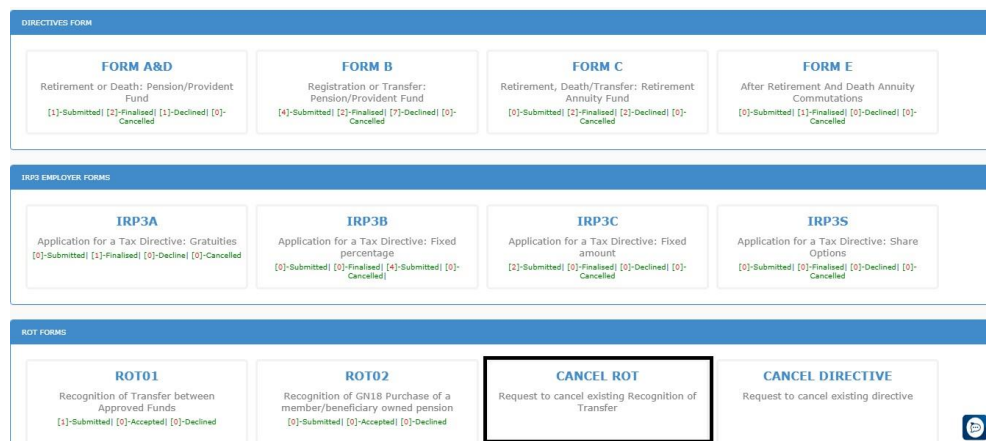 DIRECTIVES FORM
FORM A&D
Retirement or Death: Pension/Provident
Fund
[1]-Submitted| [2]-Finalised| [1]-Declined| [0]-
Cancelled
FORM B
Registration or Transfer:
Pension/Provident Fund
[4]-Submitted| [2]-Finalised| [7]-Declined| [0]-
Cancelled
FORM C
Retirement, Death/Transfer: Retirement
Annuity Fund
[0]-Submitted| [2]-Finalised| [2]-Declined| [0]-
Cancelled
FORM E
After Retirement And Death Annuity
Commutations
[0]-Submitted| [1]-Finalised| [0]-Declined| [0]-
Cancelled
IRP3 EMPLOYER FORMS
IRP3A
Application for a Tax Directive: Gratuities
[0]-Submitted| [1]-Finalised| [0]-Decline| [0]-Cancelled
IRP3B
Application for a Tax Directive: Fixed
percentage
[0]-Submitted| [0]-Finalised| [4]-Submitted| [0]-
Cancelled|
IRP3C
Application for a Tax Directive: Fixed
amount
[2]-Submitted| [0]-Finalised| [0]-Declined| [0]-
Cancelled
IRP3S
Application for a Tax Directive: Share
Options
[0]-Submitted| [0]-Finalised| [0]-Declined| [0]-
Cancelled
ROT FORMS
ROT01
Recognition of Transfer between
Approved Funds
[1]-Submitted| [0]-Accepted| [0]-Declined
ROT02
Recognition of GN18 Purchase of a
member/beneficiary owned pension
[0]-Submitted| [0]-Accepted| [0]-Declined
CANCEL ROT
Request to cancel existing Recognition of
Transfer
CANCEL DIRECTIVE
Request to cancel existing directive